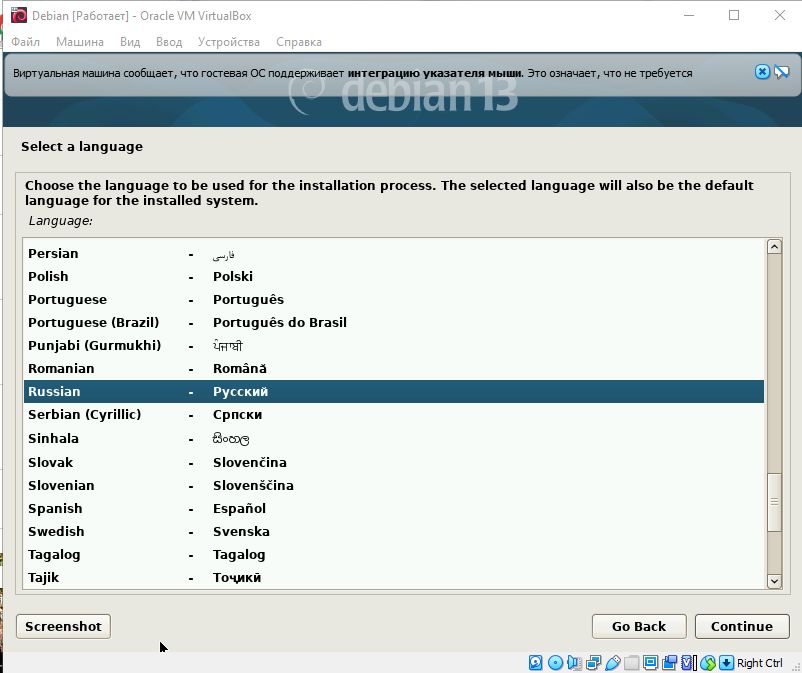 Debian [Работает] - Oracle VM VirtualBox
Файл Машина Вид Ввод Устройства Справка
Виртуальная машина сообщает, что гостевая ОС поддерживает интеграцию указателя мыши. Это означает, что не требуется
debian 13
Select a language
Choose the language to be used for the installation process. The selected language will also be the default
language for the installed system.
Language:
Persian - فارسی
Polish - Polski
Portuguese - Português
Portuguese (Brazil) - Português do Brasil
Punjabi (Gurmukhi) - ਪੰਜਾਬੀ
Romanian - Română
Russian - Русский
Serbian (Cyrillic) - Српски
Sinhala - සිංහල
Slovak - Slovenčina
Slovenian - Slovenščina
Spanish - Español
Swedish - Svenska
Tagalog - Tagalog
Tajik - Тоҷикӣ
Screenshot Go Back Continue
Right Ctrl